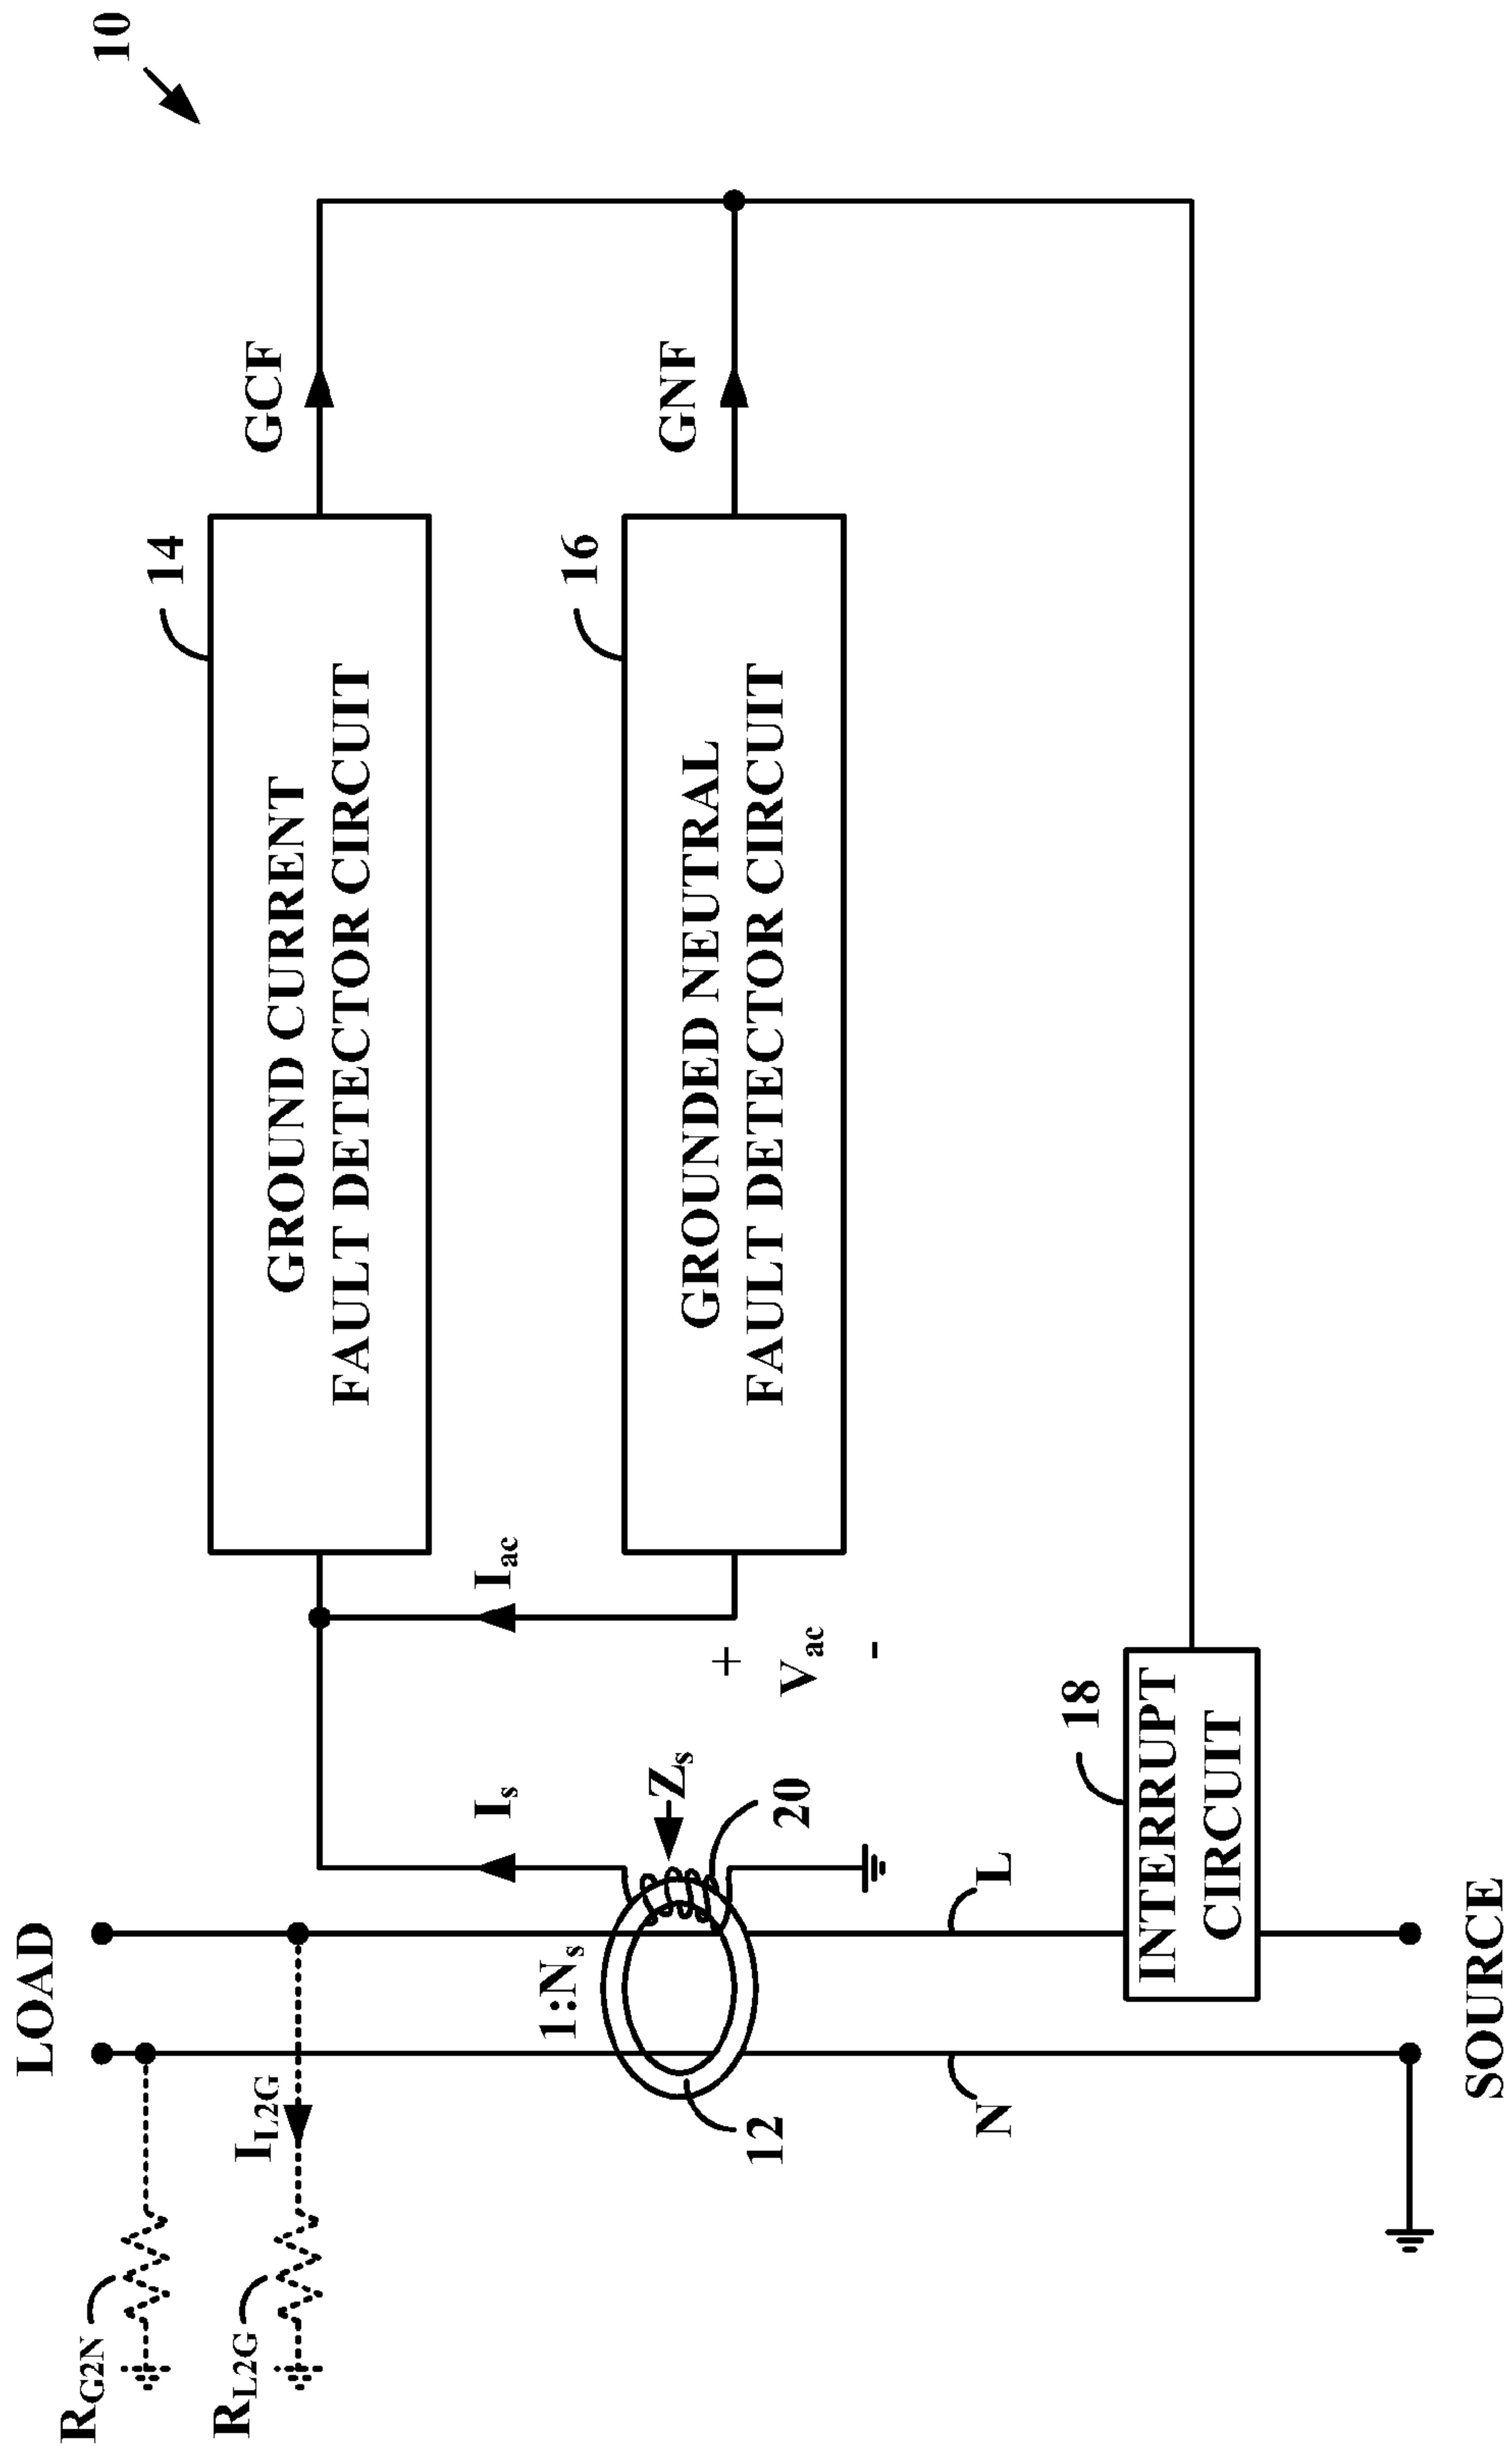 10
GCF
14
GROUND CURRENT
FAULT DETECTOR CIRCUIT
GNF
16
GROUNDED NEUTRAL
FAULT DETECTOR CIRCUIT
Iac
+
Vac
-
Is
Zs
20
1:Ns
12
LOAD
IL2G
RG2N
RL2G
L
N
18
INTERRUPT
CIRCUIT
SOURCE